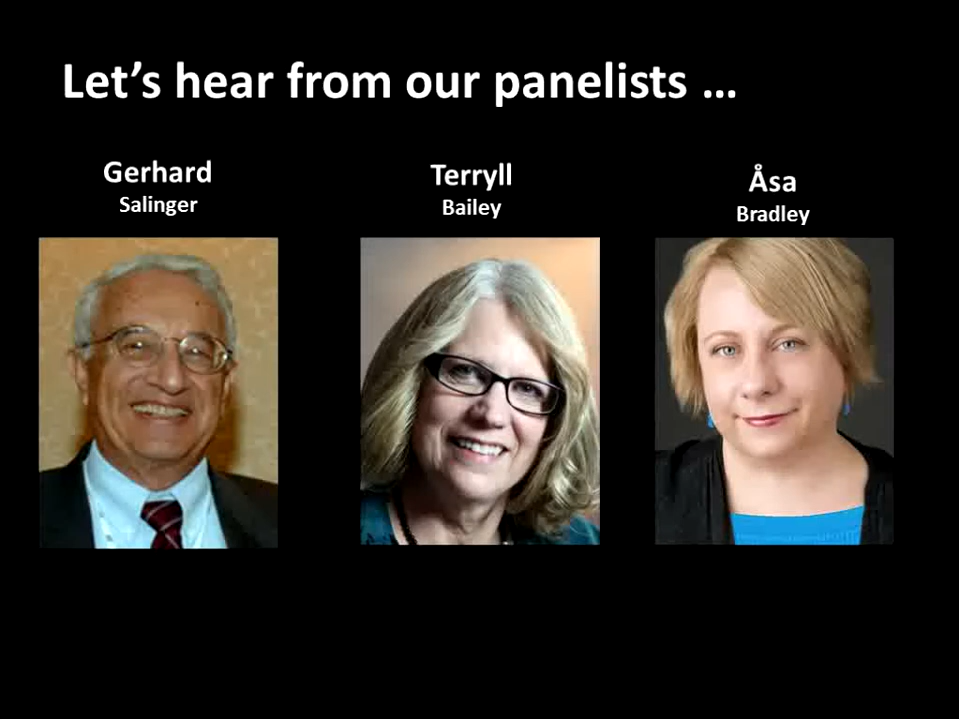 Let’s hear from our panelists …
Gerhard
Salinger
Terryll
Bailey
Åsa
Bradley